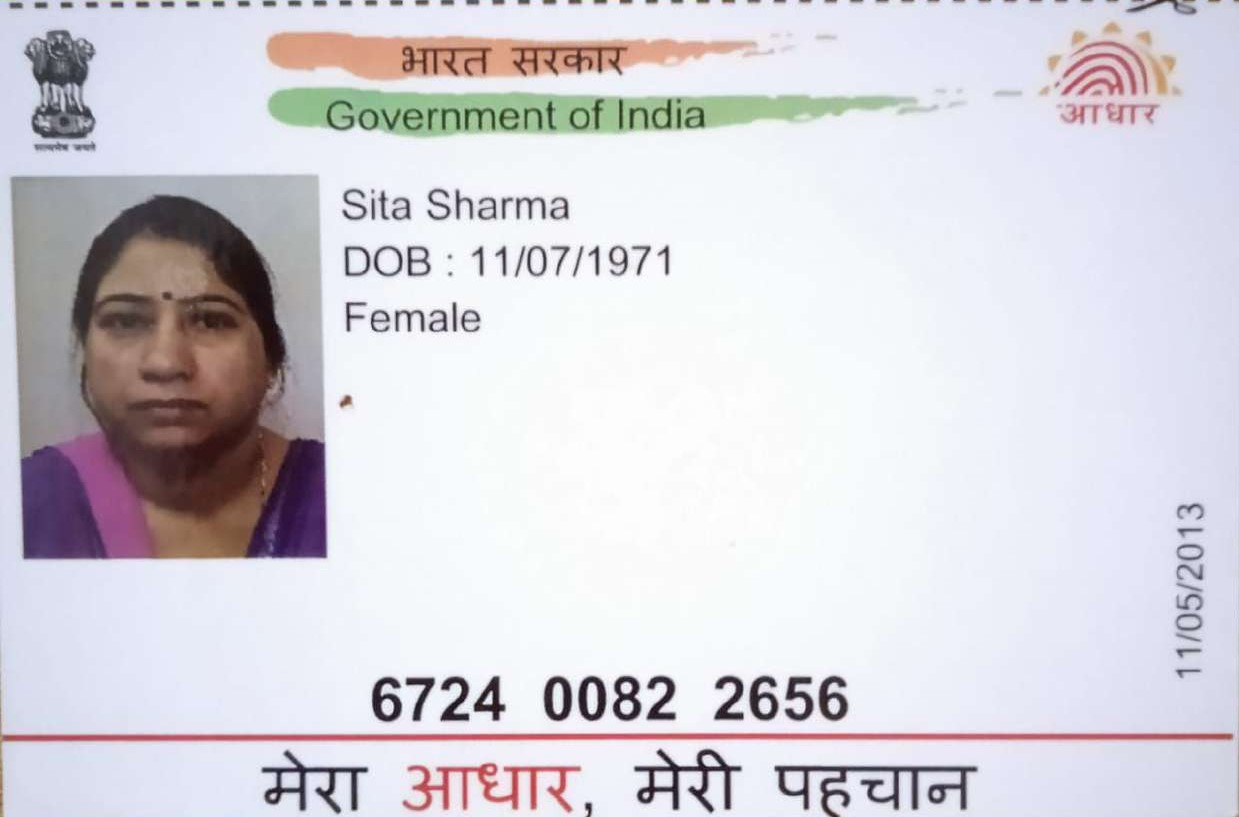 भारत सरकार
Government of India
आधार
सत्यमेव जयते
Sita Sharma
DOB : 11/07/1971
Female
11/05/2013
6724 0082 2656
मेरा आधार, मेरी पहचान